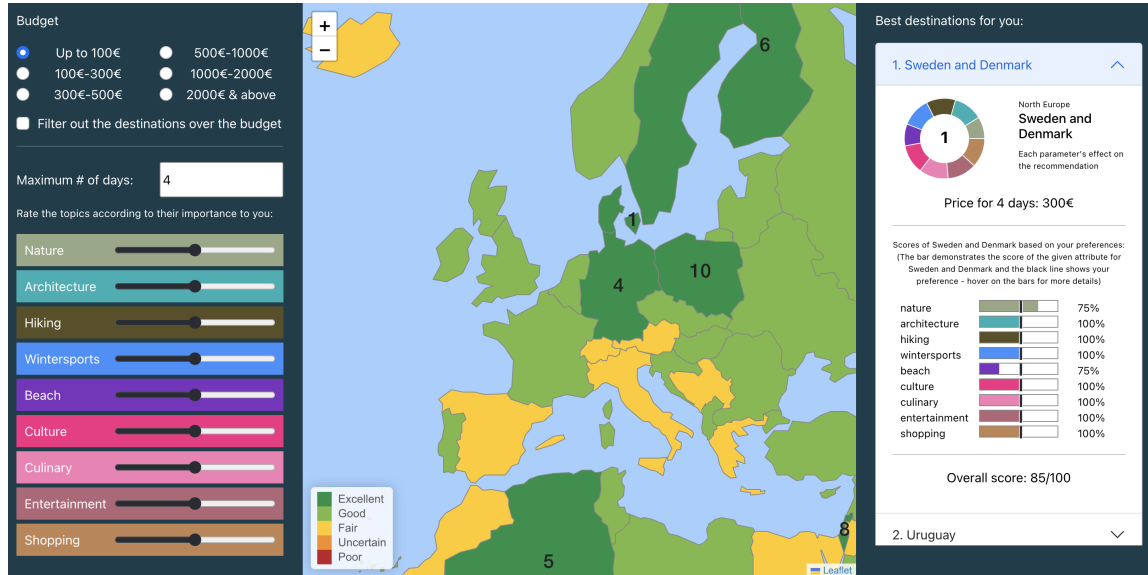 Budget
Up to 100€
500€-1000€
100€-300€
1000€-2000€
300€-500€
2000€ & above
Filter out the destinations over the budget
Maximum # of days:
4
Rate the topics according to their importance to you:
Nature
Architecture
Hiking
Wintersports
Beach
Culture
Culinary
Entertainment
Shopping
+
−
6
1
4
10
5
8
Excellent
Good
Fair
Uncertain
Poor
Leaflet
Best destinations for you:
1. Sweden and Denmark
1
North Europe
Sweden and
Denmark
Each parameter's effect on
the recommendation
Price for 4 days: 300€
Scores of Sweden and Denmark based on your preferences:
(The bar demonstrates the score of the given attribute for
Sweden and Denmark and the black line shows your
preference - hover on the bars for more details)
nature 75%
architecture 100%
hiking 100%
wintersports 100%
beach 75%
culture 100%
culinary 100%
entertainment 100%
shopping 100%
Overall score: 85/100
2. Uruguay